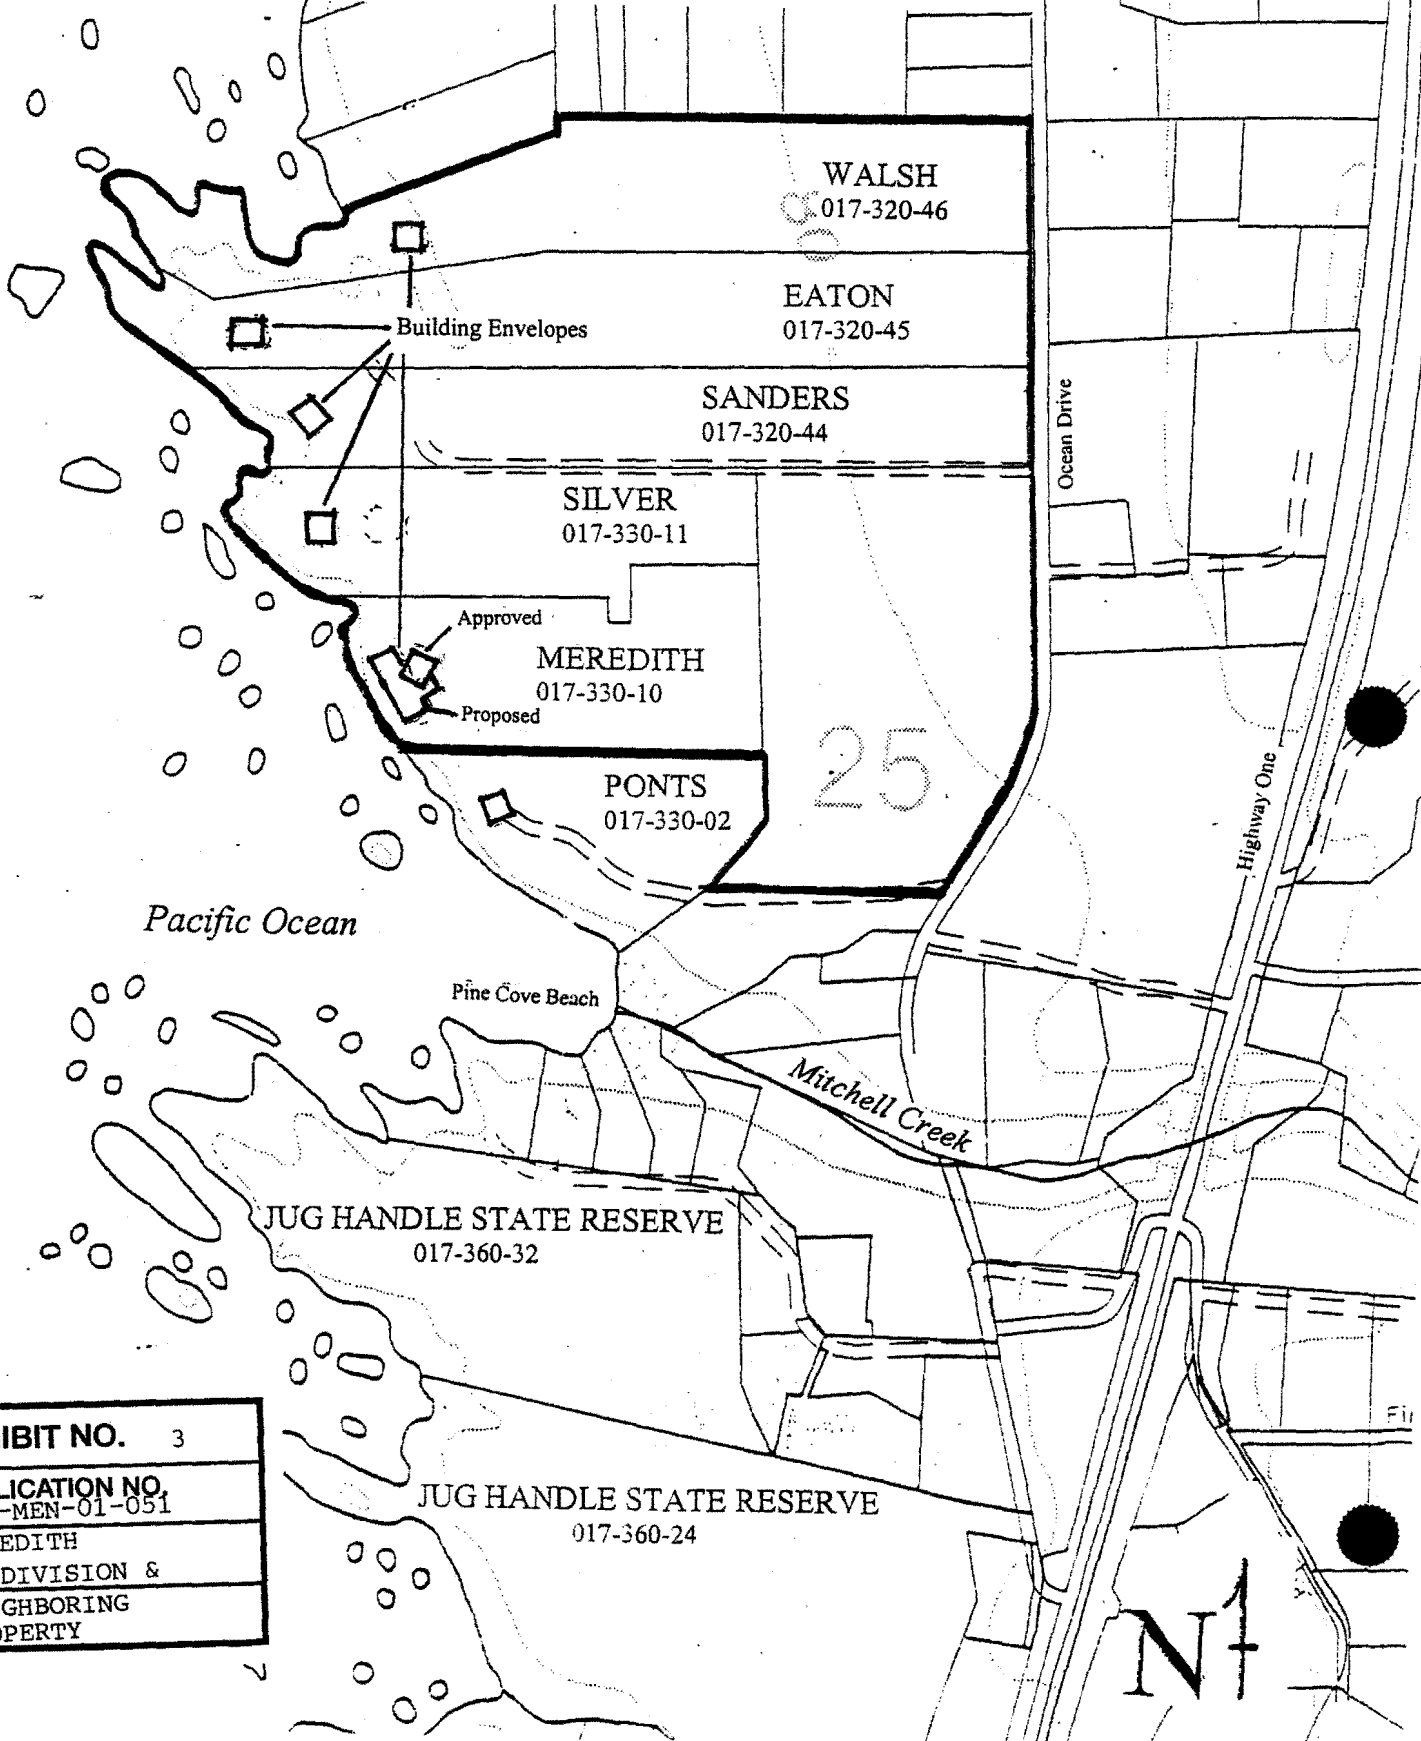 WALSH
017-320-46
EATON
017-320-45
Building Envelopes
SANDERS
017-320-44
Ocean Drive
SILVER
017-330-11
Approved
MEREDITH
017-330-10
Proposed
25
PONTS
017-330-02
Highway One
Pacific Ocean
Pine Cove Beach
Mitchell Creek
JUG HANDLE STATE RESERVE
017-360-32
IBIT NO. 3
LICATION NO.
-MEN-01-051
EDITH
DIVISION &
GHBORING
PERTY
JUG HANDLE STATE RESERVE
017-360-24
N